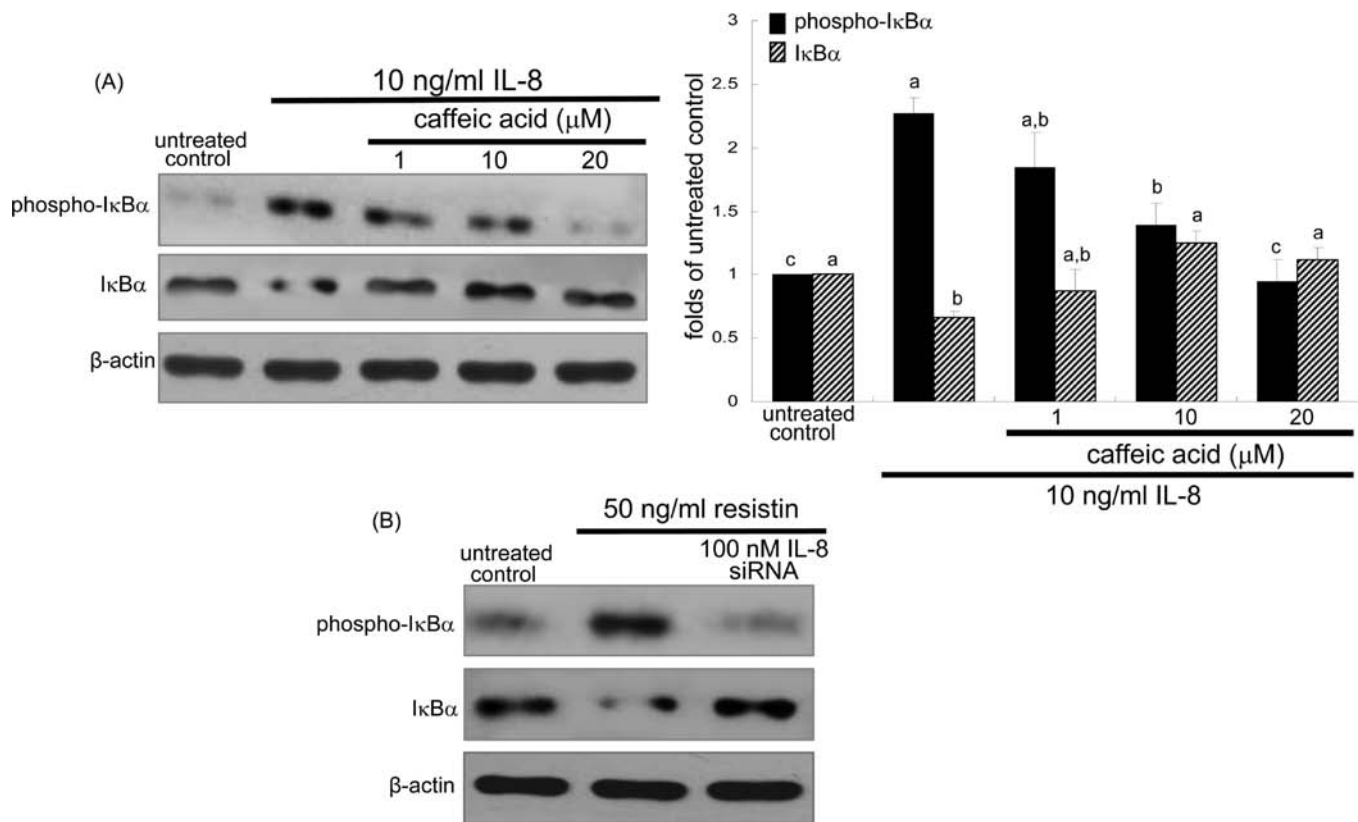 (A)
10 ng/ml IL-8
caffeic acid (μM)
untreated
control
1 10 20
phospho-IκBα
IκBα
β-actin
3
2.5
2
1.5
1
0.5
0
folds of untreated control
phospho-IκBα
IκBα
c a
a b
a,b a,b
b a
c a
untreated
control
1 10 20
caffeic acid (μM)
10 ng/ml IL-8
(B)
50 ng/ml resistin
untreated
control
100 nM IL-8
siRNA
phospho-IκBα
IκBα
β-actin